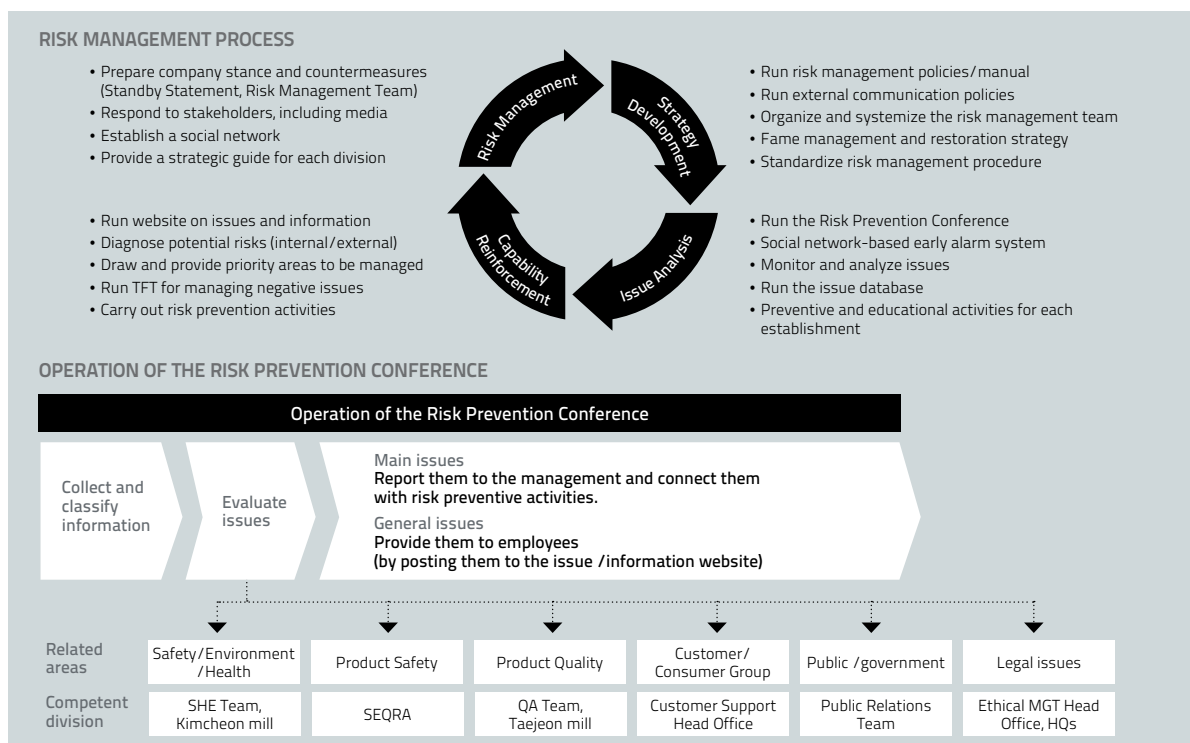 RISK MANAGEMENT PROCESS
• Prepare company stance and countermeasures
(Standby Statement, Risk Management Team)
• Respond to stakeholders, including media
• Establish a social network
• Provide a strategic guide for each division
Risk Management
Strategy
Development
• Run risk management policies/manual
• Run external communication policies
• Organize and systemize the risk management team
• Fame management and restoration strategy
• Standardize risk management procedure
• Run website on issues and information
• Diagnose potential risks (internal/external)
• Draw and provide priority areas to be managed
• Run TFT for managing negative issues
• Carry out risk prevention activities
Capability
Reinforcement
Issue Analysis
• Run the Risk Prevention Conference
• Social network-based early alarm system
• Monitor and analyze issues
• Run the issue database
• Preventive and educational activities for each
establishment
OPERATION OF THE RISK PREVENTION CONFERENCE
Operation of the Risk Prevention Conference
Collect and
classify
information
Evaluate
issues
Main issues
Report them to the management and connect them
with risk preventive activities.
General issues
Provide them to employees
(by posting them to the issue /information website)
Related
areas
Safety/Environment
/Health
Product Safety
Product Quality
Customer/
Consumer Group
Public /government
Legal issues
Competent
division
SHE Team,
Kimcheon mill
SEQRA
QA Team,
Taejeon mill
Customer Support
Head Office
Public Relations
Team
Ethical MGT Head
Office, HQs